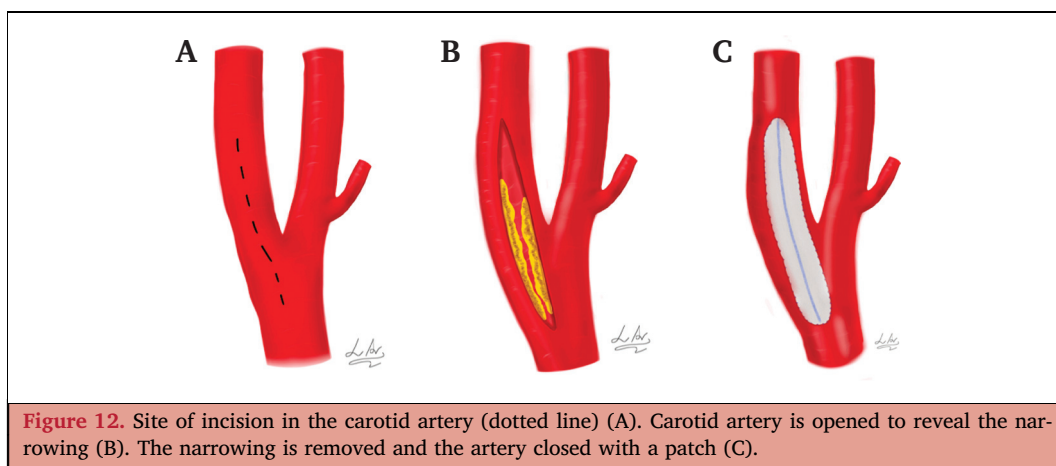 A
B
C
Figure 12. Site of incision in the carotid artery (dotted line) (A). Carotid artery is opened to reveal the nar-
rowing (B). The narrowing is removed and the artery closed with a patch (C).